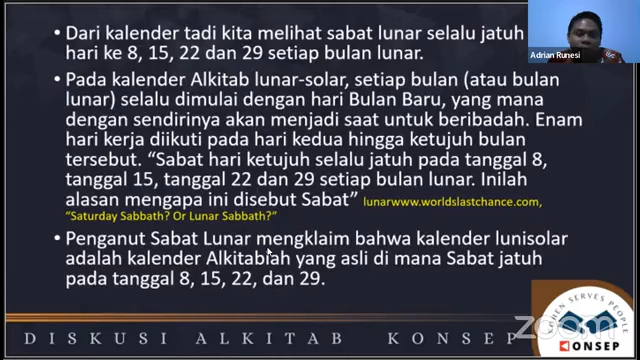 Dari kalender tadi kita melihat sabat lunar selalu jatuh
hari ke 8, 15, 22 dan 29 setiap bulan lunar.
Pada kalender Alkitab lunar-solar, setiap bulan (atau bulan
lunar) selalu dimulai dengan hari Bulan Baru, yang mana
dengan sendirinya akan menjadi saat untuk beribadah. Enam
hari kerja diikuti pada hari kedua hingga ketujuh bulan
tersebut. “Sabat hari ketujuh selalu jatuh pada tanggal 8,
tanggal 15, tanggal 22 dan 29 setiap bulan lunar. Inilah
alasan mengapa ini disebut Sabat” lunarwww.worldslastchance.com,
“Saturday Sabbath? Or Lunar Sabbath?”
Penganut Sabat Lunar mengklaim bahwa kalender lunisolar
adalah kalender Alkitabiah yang asli di mana Sabat jatuh
pada tanggal 8, 15, 22, dan 29.
DISKUSI ALKITAB KONSEP
Adrian Runesi
SERVES PEOPLE
zoom
KONSEP